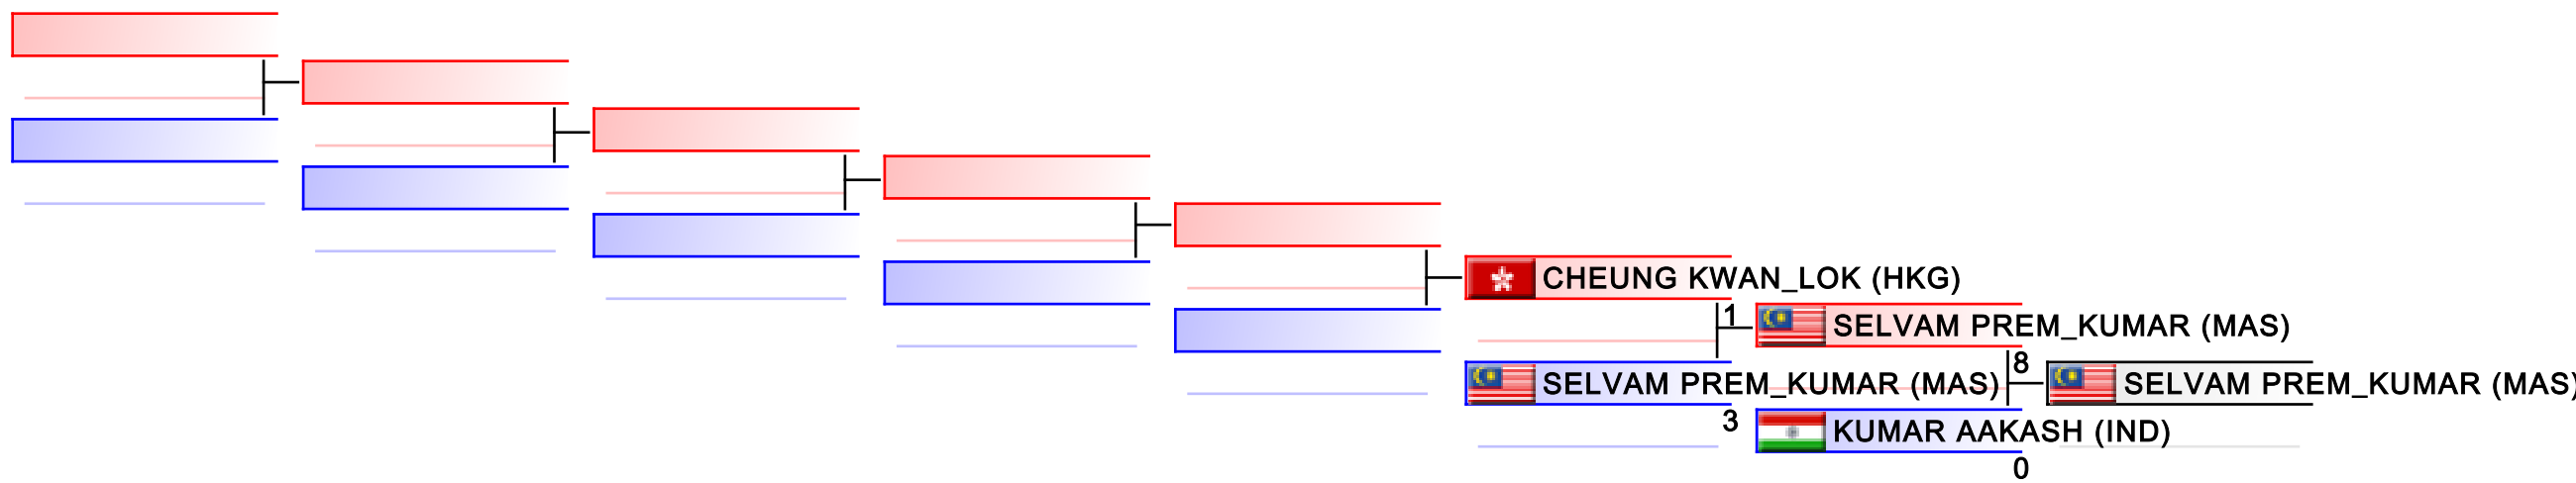 CHEUNG KWAN_LOK (HKG)
1
SELVAM PREM_KUMAR (MAS)
SELVAM PREM_KUMAR (MAS)
3
8
SELVAM PREM_KUMAR (MAS)
KUMAR AAKASH (IND)
0